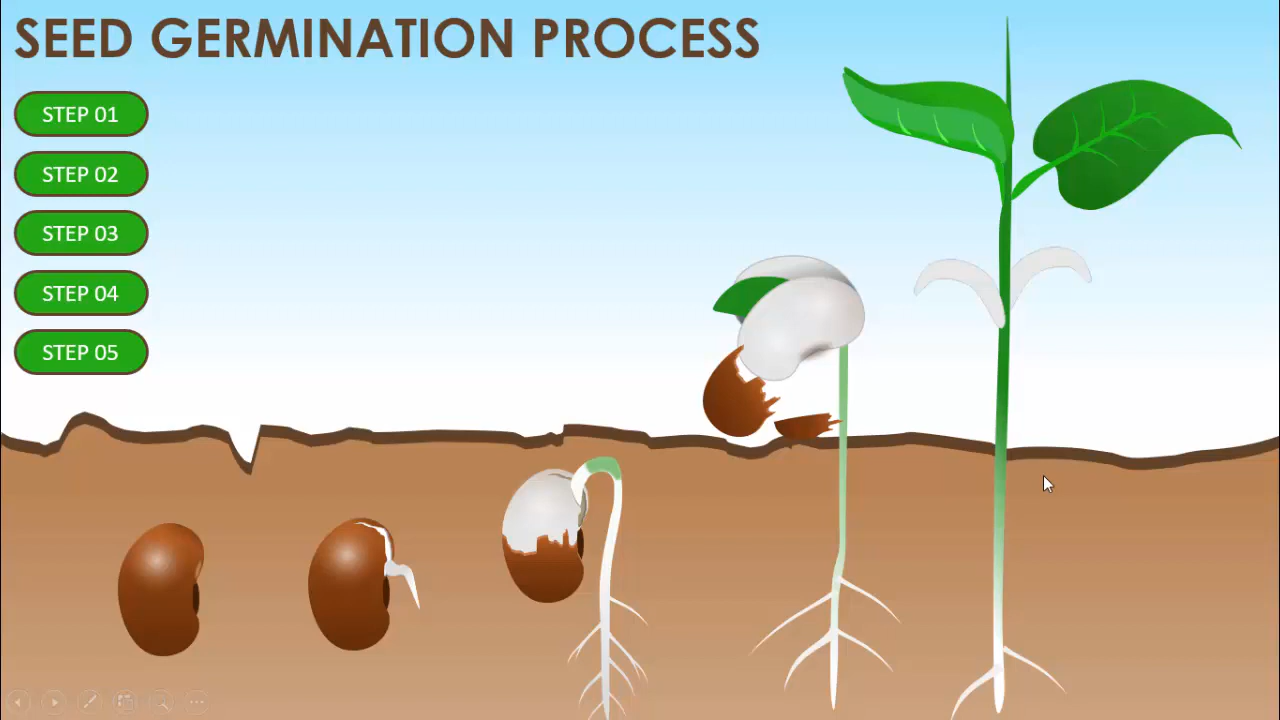 SEED GERMINATION PROCESS
STEP 01
STEP 02
STEP 03
STEP 04
STEP 05